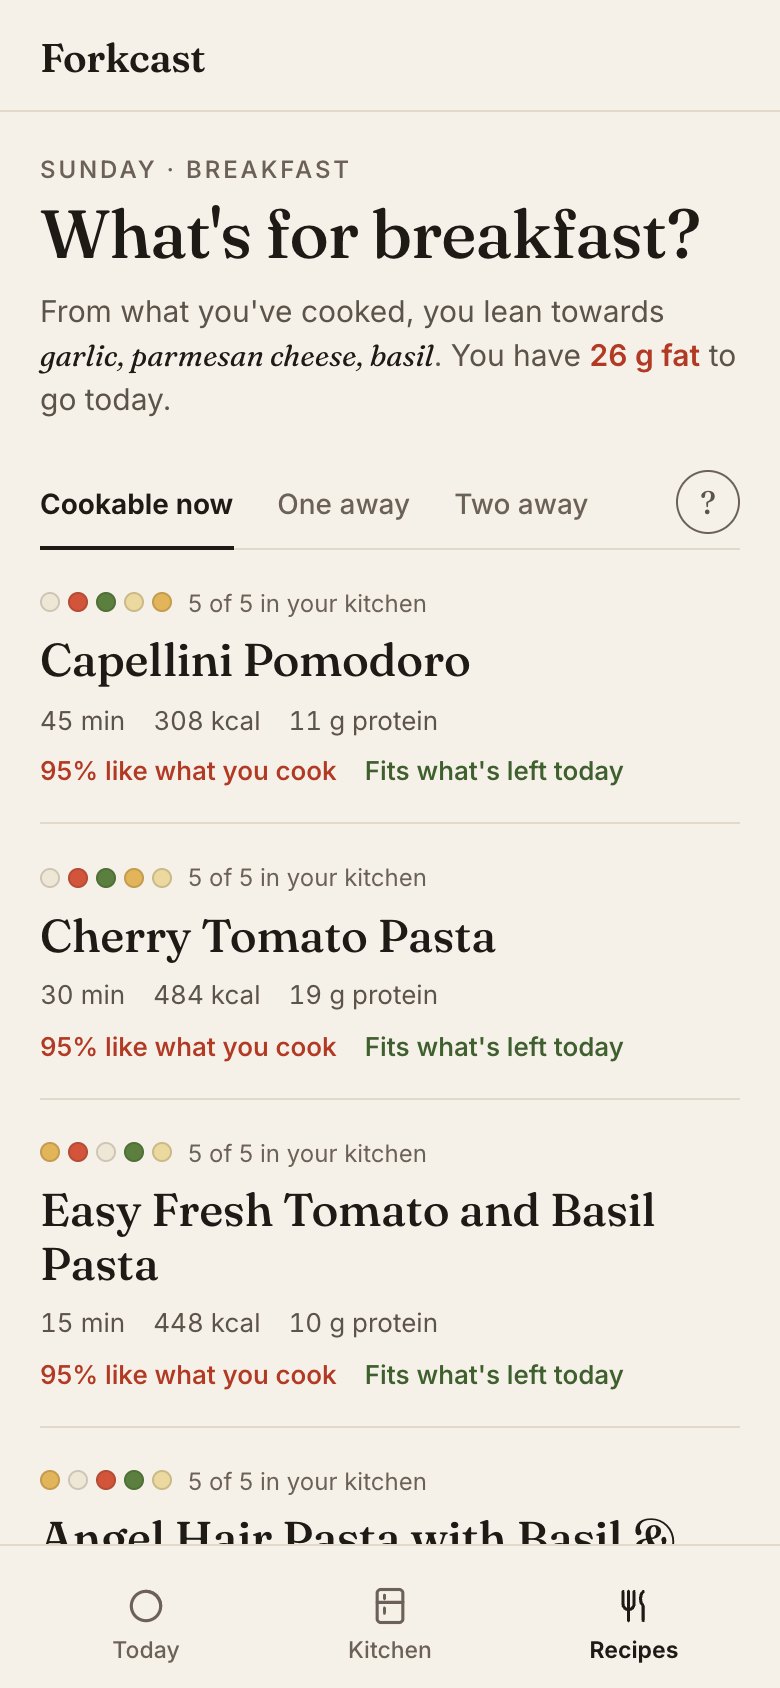 Forkcast
SUNDAY · BREAKFAST
What's for breakfast?
From what you've cooked, you lean towards
garlic, parmesan cheese, basil. You have 26 g fat to
go today.
Cookable now One away Two away ?
5 of 5 in your kitchen
Capellini Pomodoro
45 min 308 kcal 11 g protein
95% like what you cook Fits what's left today
5 of 5 in your kitchen
Cherry Tomato Pasta
30 min 484 kcal 19 g protein
95% like what you cook Fits what's left today
5 of 5 in your kitchen
Easy Fresh Tomato and Basil
Pasta
15 min 448 kcal 10 g protein
95% like what you cook Fits what's left today
5 of 5 in your kitchen
Angel Hair Pasta with Basil &
Today Kitchen Recipes